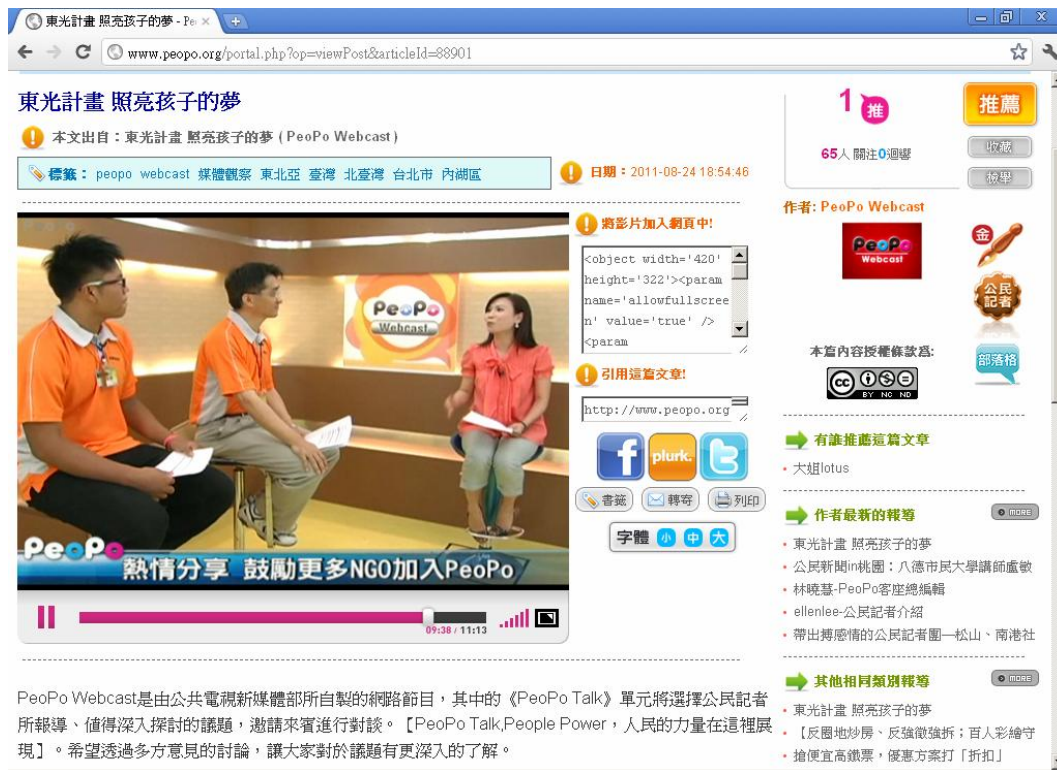 東光計畫 照亮孩子的夢 - Pe
www.peopo.org/portal.php?op=viewPost&articleId=88901
東光計畫 照亮孩子的夢
本文出自：東光計畫 照亮孩子的夢 ( PeoPo Webcast )
標籤： peopo webcast 媒體觀察 東北亞 臺灣 北臺灣 台北市 內湖區
日期：2011-08-24 18:54:46
PeoPo
Webcast
PeoPo
熱情分享 鼓勵更多NGO加入PeoPo
09:38 / 11:13
將影片加入網頁中!
<object width='420'
height='322'><param
name='allowfullscree
n' value='true' />
<param
引用這篇文章!
http://www.peopo.org
f
plurk.
書籤
轉寄
列印
字體 小 中 大
1 推
65人 關注0迴響
推薦
收藏
檢舉
作者: PeoPo Webcast
PeoPo
Webcast
金
公民
記者
部落格
本篇內容授權條款為:
cc
BY NC ND
有誰推薦這篇文章
大姐lotus
作者最新的報導
MORE
東光計畫 照亮孩子的夢
公民新聞in桃園：八德市民大學講師盧敏
林曉慧-PeoPo客座總編輯
ellenlee-公民記者介紹
帶出搏感情的公民記者團—松山、南港社
其他相同類別報導
MORE
東光計畫 照亮孩子的夢
【反圈地炒房、反強徵強拆；百人彩繪守
搶便宜高鐵票，優惠方案打「折扣」
PeoPo Webcast是由公共電視新媒體部所自製的網路節目，其中的《PeoPo Talk》單元將選擇公民記者
所報導、值得深入探討的議題，邀請來賓進行對談。【PeoPo Talk,People Power，人民的力量在這裡展
現】。希望透過多方意見的討論，讓大家對於議題有更深入的了解。